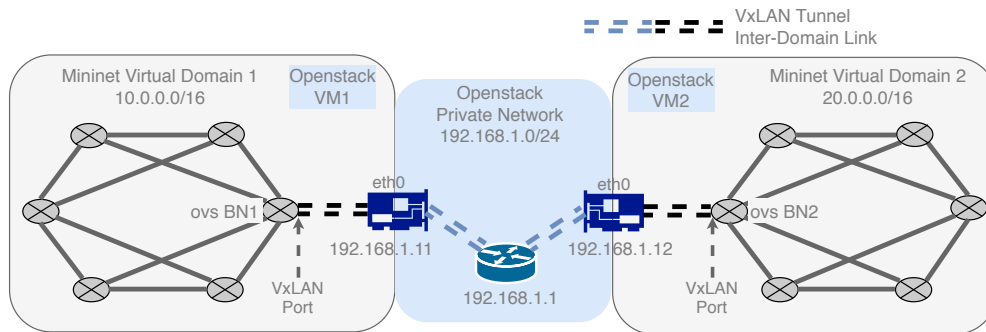 VxLAN Tunnel
Inter-Domain Link
Mininet Virtual Domain 1
10.0.0.0/16
Openstack
VM1
Openstack
Private Network
192.168.1.0/24
Openstack
VM2
Mininet Virtual Domain 2
20.0.0.0/16
eth0
eth0
ovs BN1
ovs BN2
192.168.1.11
192.168.1.12
192.168.1.1
VxLAN
Port
VxLAN
Port